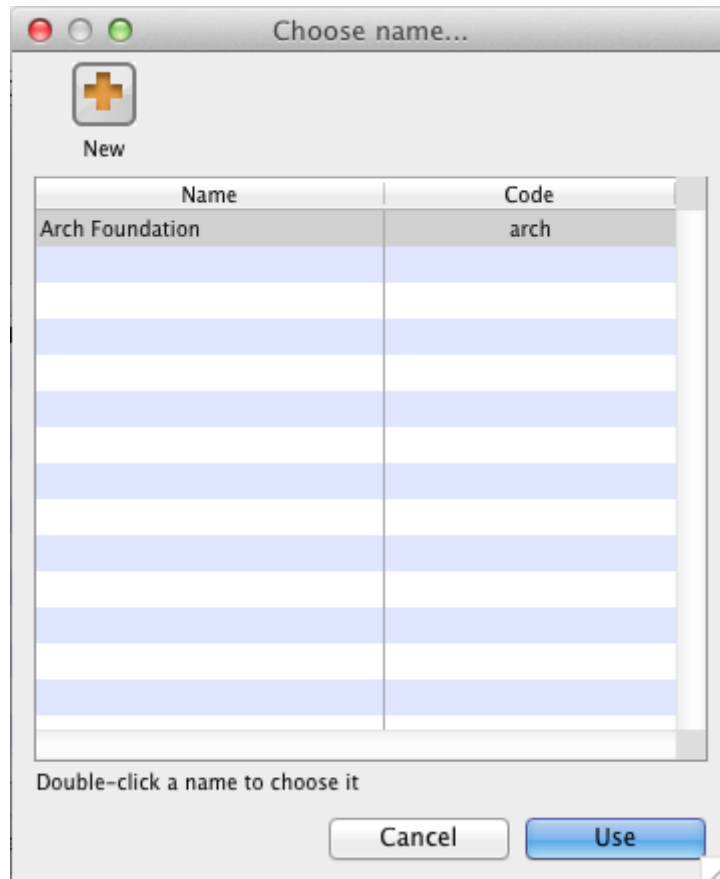 Choose name...
New
Name Code
Arch Foundation arch
Double-click a name to choose it
Cancel Use